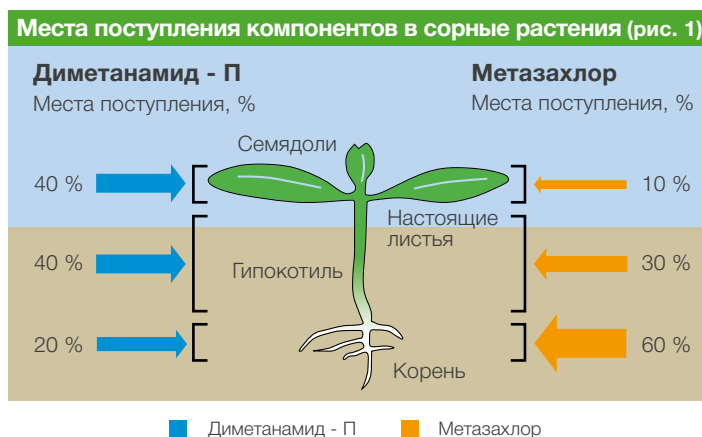 Места поступления компонентов в сорные растения (рис. 1)
Диметанамид - П
Места поступления, %
Метазахлор
Места поступления, %
Семядоли
40 %
10 %
Настоящие
листья
40 %
Гипокотиль
30 %
20 %
60 %
Корень
Диметанамид - П
Метазахлор